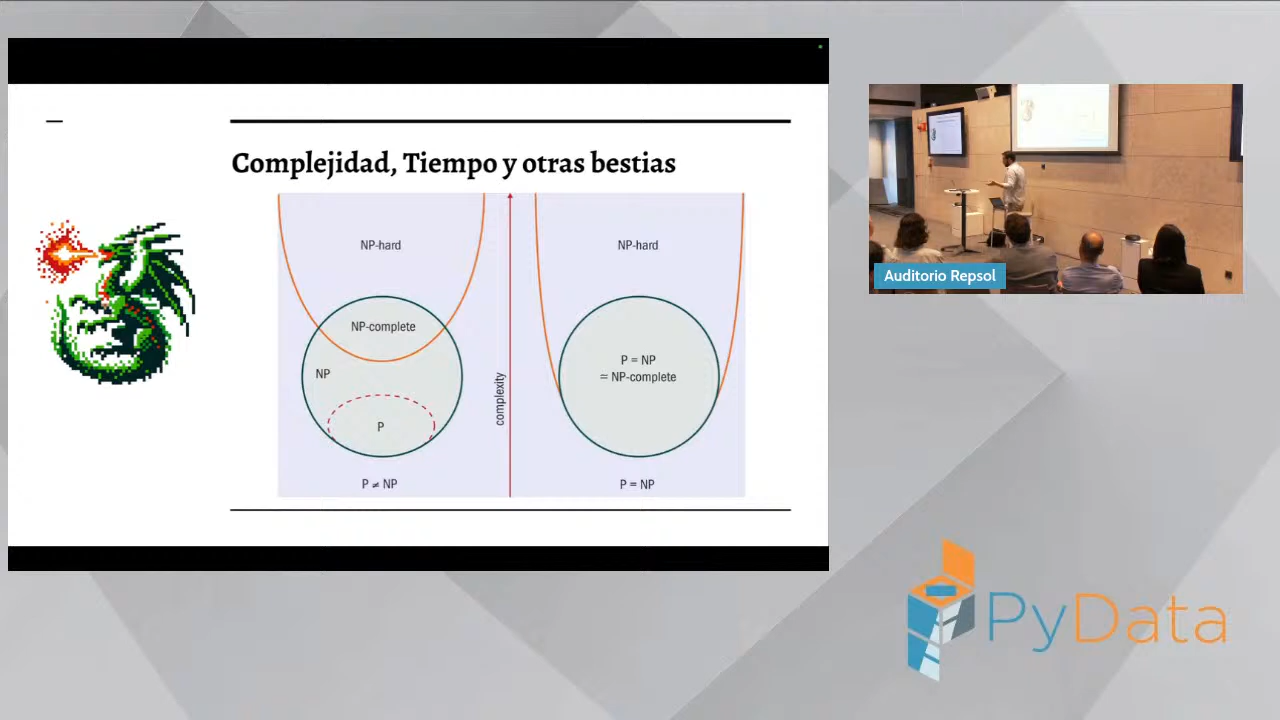 Complejidad, Tiempo y otras bestias
NP-hard
NP-complete
NP
P
P ≠ NP
complexity
NP-hard
P = NP
≃ NP-complete
P = NP
Auditorio Repsol
PyData